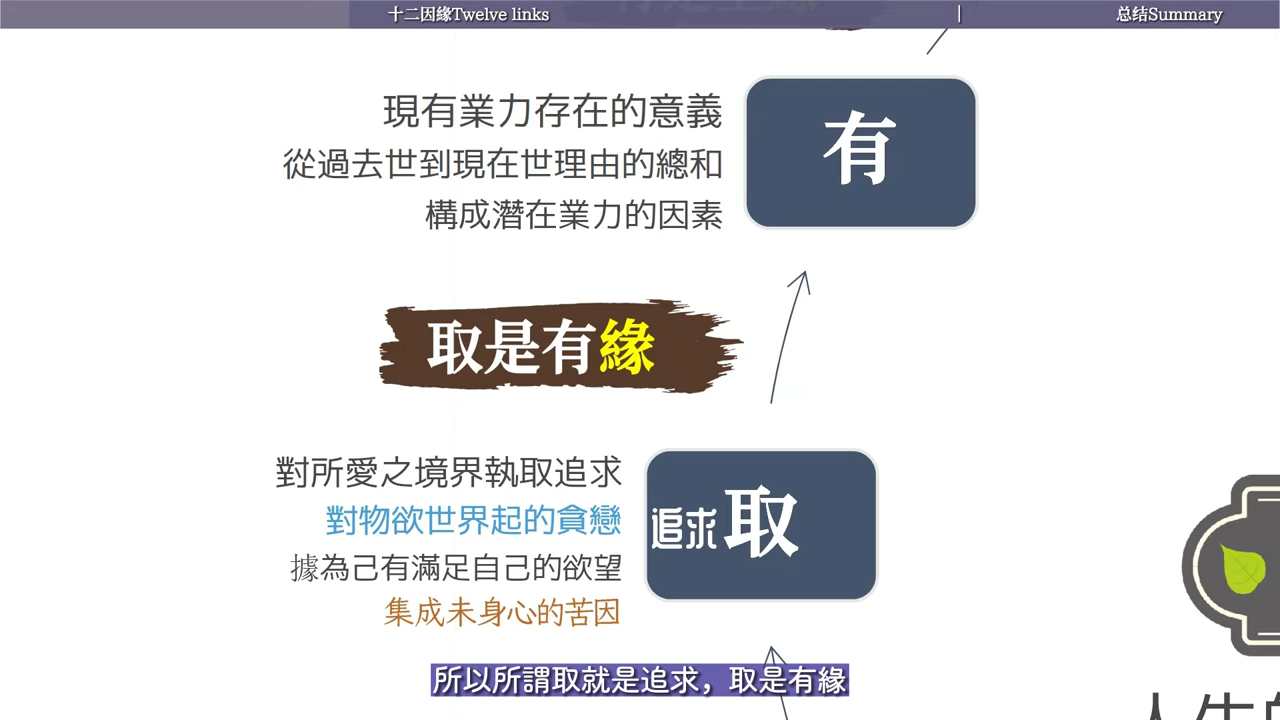 十二因緣Twelve links
总结Summary
現有業力存在的意義
從過去世到現在世理由的總和
構成潛在業力的因素
有
取是有緣
對所愛之境界執取追求
對物欲世界起的貪戀
據為己有滿足自己的欲望
集成未身心的苦因
追求取
所以所謂取就是追求，取是有緣